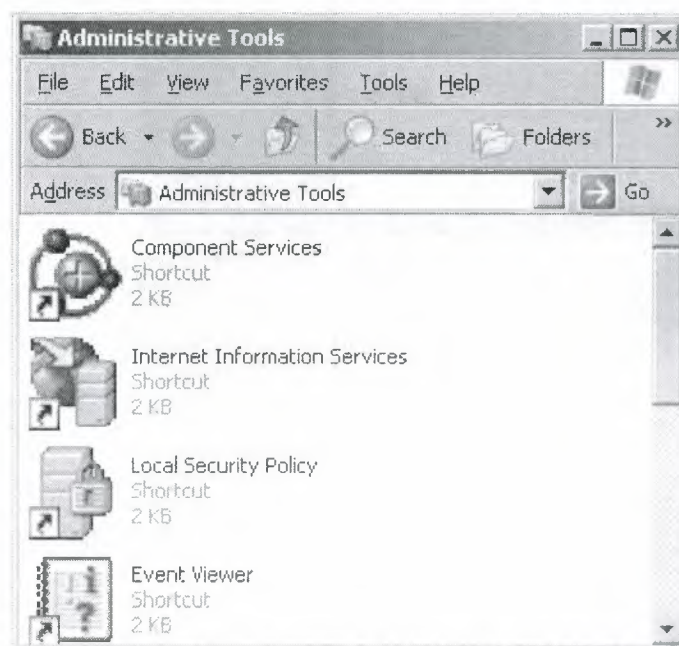 Administrative Tools
File Edit View Favorites Tools Help
Back Search Folders »
Address Administrative Tools Go
Component Services
Shortcut
2 KB
Internet Information Services
Shortcut
2 KB
Local Security Policy
Shortcut
2 KB
Event Viewer
Shortcut
2 KB